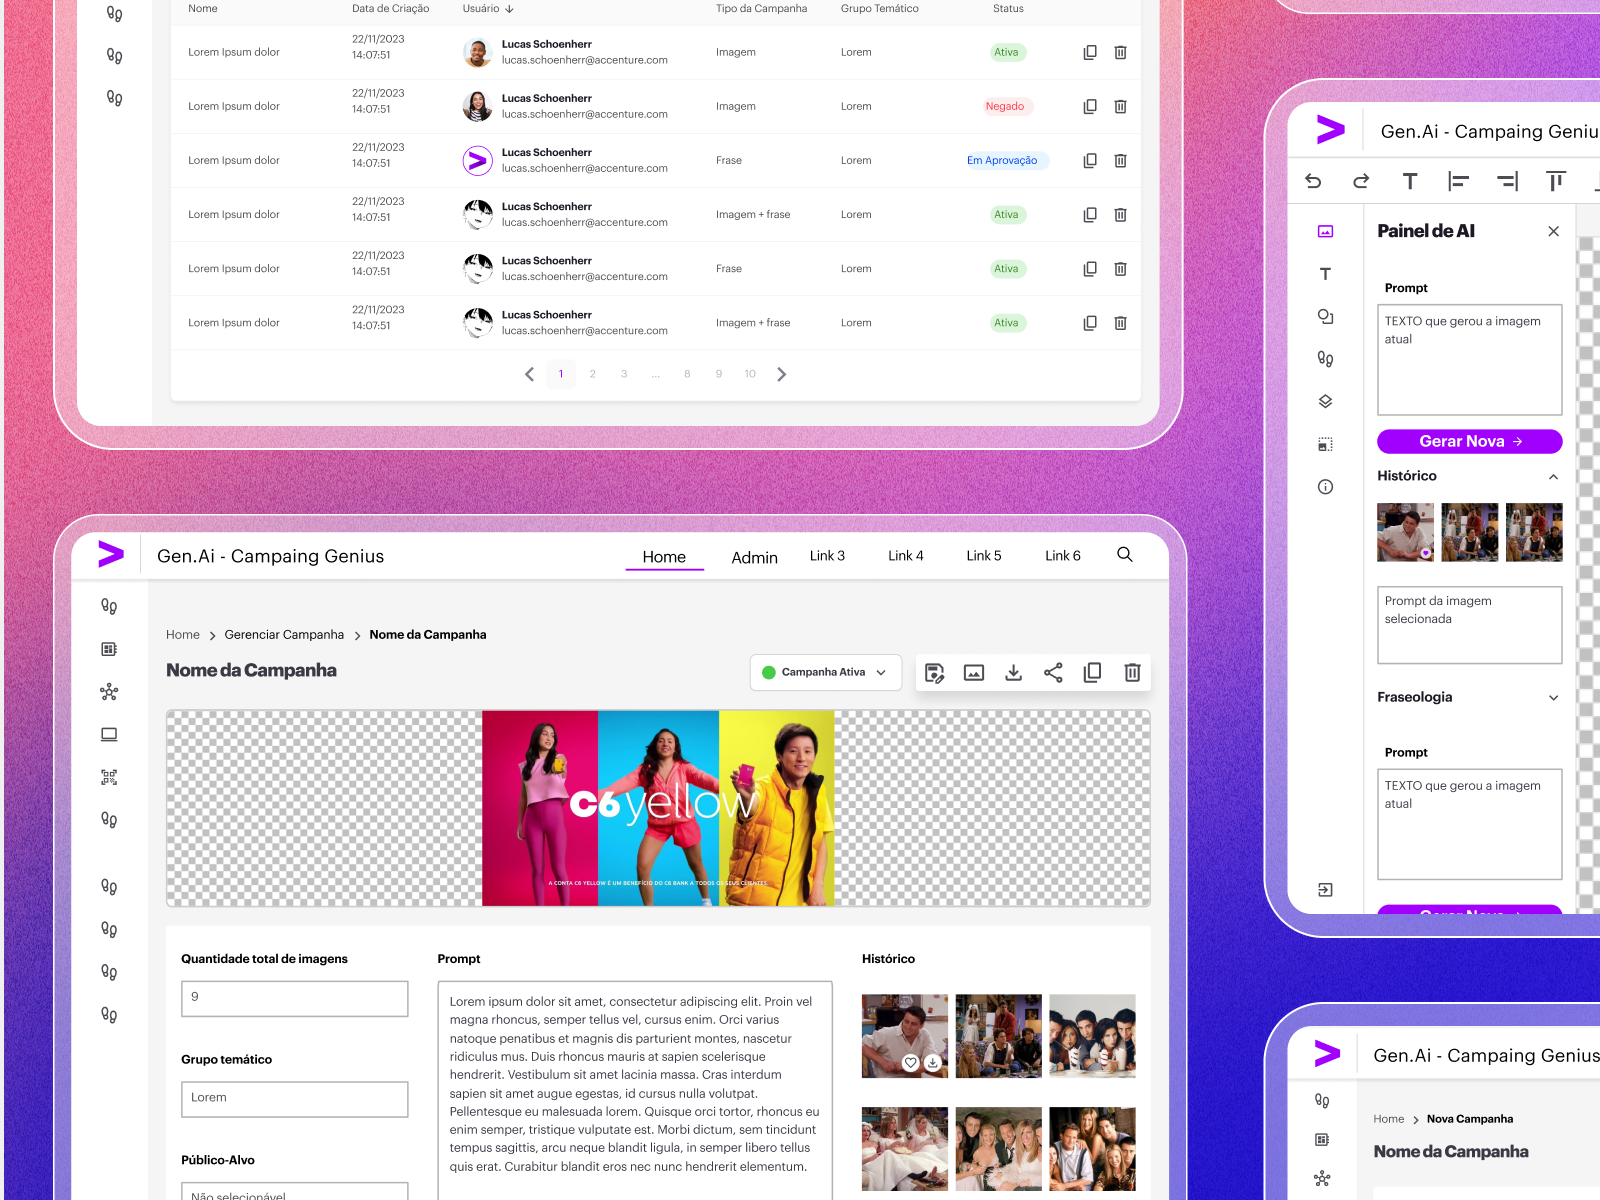 Nome Data de Criação Usuário Tipo da Campanha Grupo Temático Status
Lorem Ipsum dolor 22/11/2023 14:07:51 Lucas Schoenherr lucas.schoenherr@accenture.com Imagem Lorem Ativa
Lorem Ipsum dolor 22/11/2023 14:07:51 Lucas Schoenherr lucas.schoenherr@accenture.com Imagem Lorem Negado
Lorem Ipsum dolor 22/11/2023 14:07:51 Lucas Schoenherr lucas.schoenherr@accenture.com Frase Lorem Em Aprovação
Lorem Ipsum dolor 22/11/2023 14:07:51 Lucas Schoenherr lucas.schoenherr@accenture.com Imagem + frase Lorem Ativa
Lorem Ipsum dolor 22/11/2023 14:07:51 Lucas Schoenherr lucas.schoenherr@accenture.com Frase Lorem Ativa
Lorem Ipsum dolor 22/11/2023 14:07:51 Lucas Schoenherr lucas.schoenherr@accenture.com Imagem + frase Lorem Ativa
1 2 3 ... 8 9 10
Gen.Ai - Campaing Genius Home Admin Link 3 Link 4 Link 5 Link 6
Home Gerenciar Campanha Nome da Campanha
Nome da Campanha
Campanha Ativa
C6 yellow
A CONTA C6 YELLOW É UM BENEFÍCIO DO C6 BANK A TODOS OS SEUS CLIENTES.
Quantidade total de imagens
9
Grupo temático
Lorem
Público-Alvo
Não selecionável
Prompt
Lorem ipsum dolor sit amet, consectetur adipiscing elit. Proin vel
magna rhoncus, semper tellus vel, cursus enim. Orci varius
natoque penatibus et magnis dis parturient montes, nascetur
ridiculus mus. Duis rhoncus mauris at sapien scelerisque
hendrerit. Vestibulum sit amet lacinia massa. Cras interdum
sapien sit amet augue egestas, id cursus nulla volutpat.
Pellentesque eu malesuada lorem. Quisque orci tortor, rhoncus eu
enim semper, tristique vulputate est. Morbi dictum, sem tincidunt
tempus sagittis, arcu neque blandit ligula, in semper libero tellus
quis erat. Curabitur blandit eros nec nunc hendrerit elementum.
Histórico
Gen.Ai - Campaing Geniu
Painel de AI
Prompt
TEXTO que gerou a imagem
atual
Gerar Nova
Histórico
Prompt da imagem
selecionada
Fraseologia
Prompt
TEXTO que gerou a imagem
atual
Gerar Nova
Gen.Ai - Campaing Genius
Home Nova Campanha
Nome da Campanha